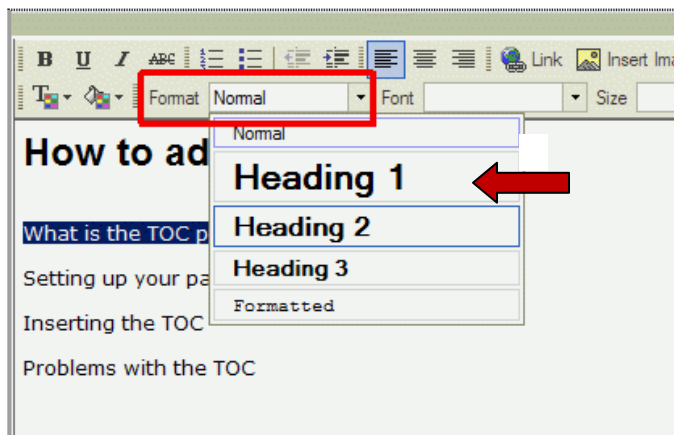 B U I ABC Link Insert Ima
T Format Normal Font Size
How to ad
Normal
Heading 1
What is the TOC p
Heading 2
Setting up your pa
Heading 3
Inserting the TOC
Formatted
Problems with the TOC